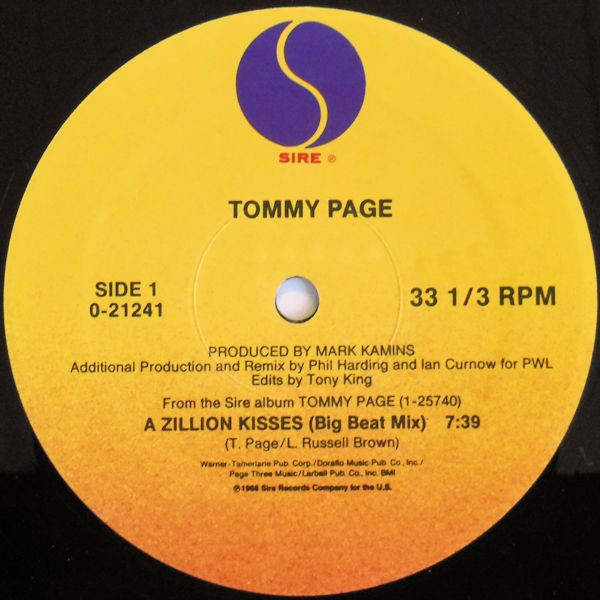 SIRE ®
TOMMY PAGE
SIDE 1
0-21241
33 1/3 RPM
PRODUCED BY MARK KAMINS
Additional Production and Remix by Phil Harding and Ian Curnow for PWL
Edits by Tony King
From the Sire album TOMMY PAGE (1-25740)
A ZILLION KISSES (Big Beat Mix) 7:39
(T. Page/L. Russell Brown)
Warner-Tamerlane Pub. Corp./Doraflo Music Pub. Co., Inc./
Page Three Music/Larball Pub. Co., Inc. BMI
℗©1988 Sire Records Company for the U.S.